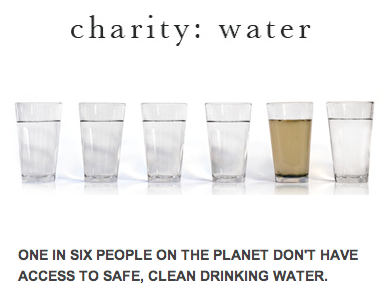 charity: water
ONE IN SIX PEOPLE ON THE PLANET DON'T HAVE
ACCESS TO SAFE, CLEAN DRINKING WATER.